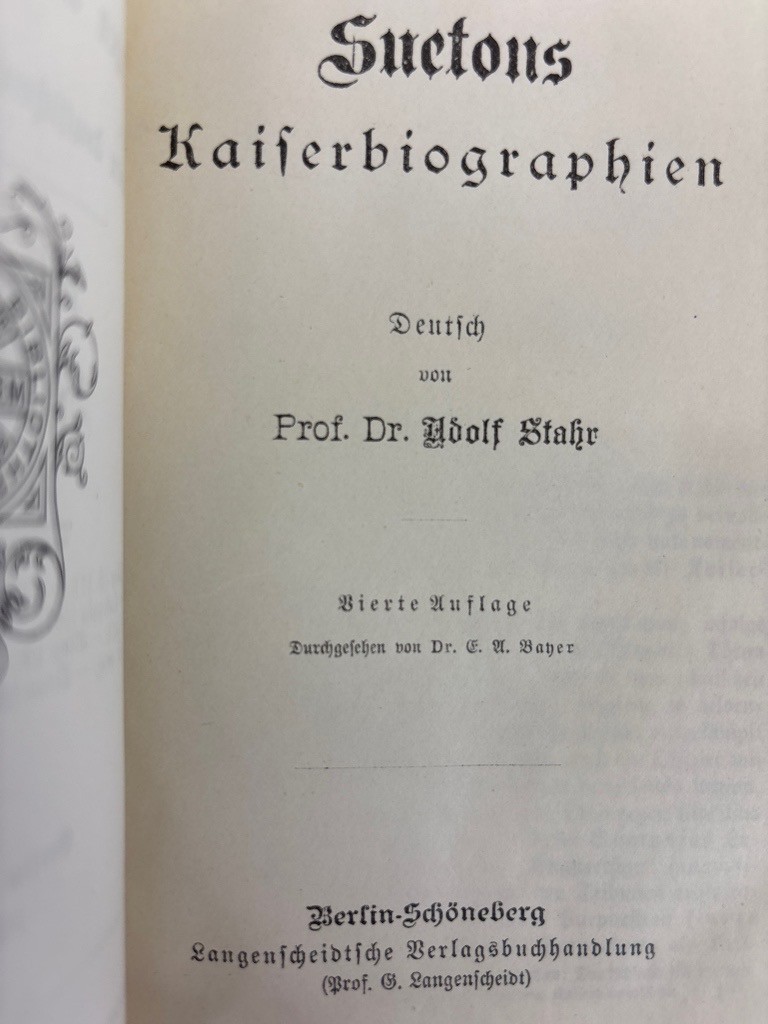 Suetons
Kaiſerbiographien
Deutſch
von
Prof. Dr. Adolf Stahr
Vierte Auflage
Durchgeſehen von Dr. E. A. Bayer
Berlin-Schöneberg
Langenſcheidtſche Verlagsbuchhandlung
(Prof. G. Langenſcheidt)